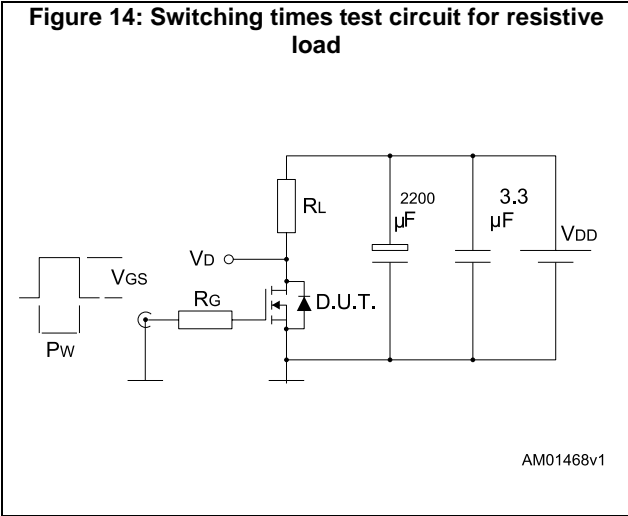 Figure 14: Switching times test circuit for resistive
load
RL
2200
μF
3.3
μF
VDD
VD
VGS
RG
D.U.T.
PW
AM01468v1